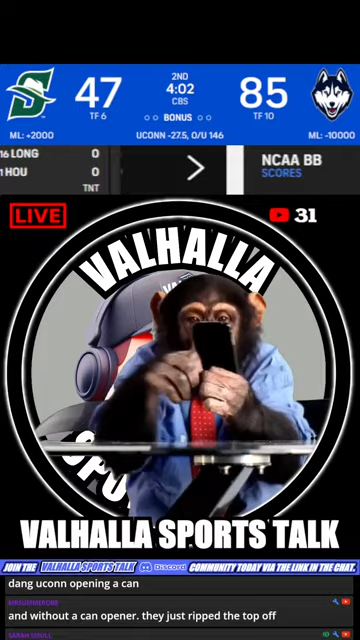 2ND
47
4:02
85
CBS
TF 6
BONUS
TF 10
ML: +2000
UCONN -27.5, O/U 146
ML: -10000
16 LONG 0
1 HOU 0
TNT
NCAA BB
SCORES
LIVE
31
VALHALLA
VALHALLA SPORTS TALK
JOIN THE VALHALLA SPORTS TALK Discord COMMUNITY TODAY VIA THE LINK IN THE CHAT.
dang uconn opening a can
MRSUMMERONE
and without a can opener. they just ripped the top off